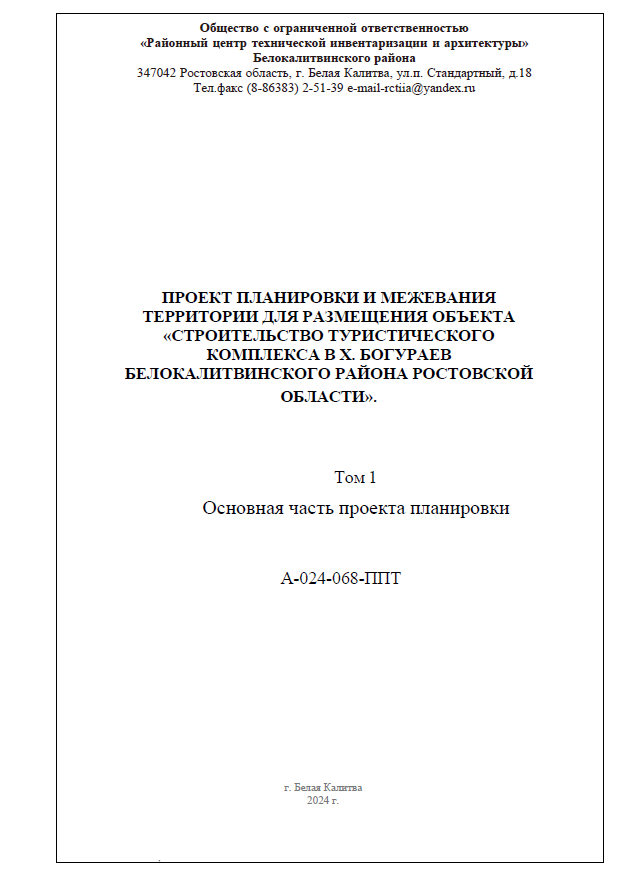 Общество с ограниченной ответственностью
«Районный центр технической инвентаризации и архитектуры»
Белокалитвинского района
347042 Ростовская область, г. Белая Калитва, ул.п. Стандартный, д.18
Тел.факс (8-86383) 2-51-39 e-mail-rctiia@yandex.ru
ПРОЕКТ ПЛАНИРОВКИ И МЕЖЕВАНИЯ
ТЕРРИТОРИИ ДЛЯ РАЗМЕЩЕНИЯ ОБЪЕКТА
«СТРОИТЕЛЬСТВО ТУРИСТИЧЕСКОГО
КОМПЛЕКСА В Х. БОГУРАЕВ
БЕЛОКАЛИТВИНСКОГО РАЙОНА РОСТОВСКОЙ
ОБЛАСТИ».
Том 1
Основная часть проекта планировки
А-024-068-ППТ
г. Белая Калитва
2024 г.